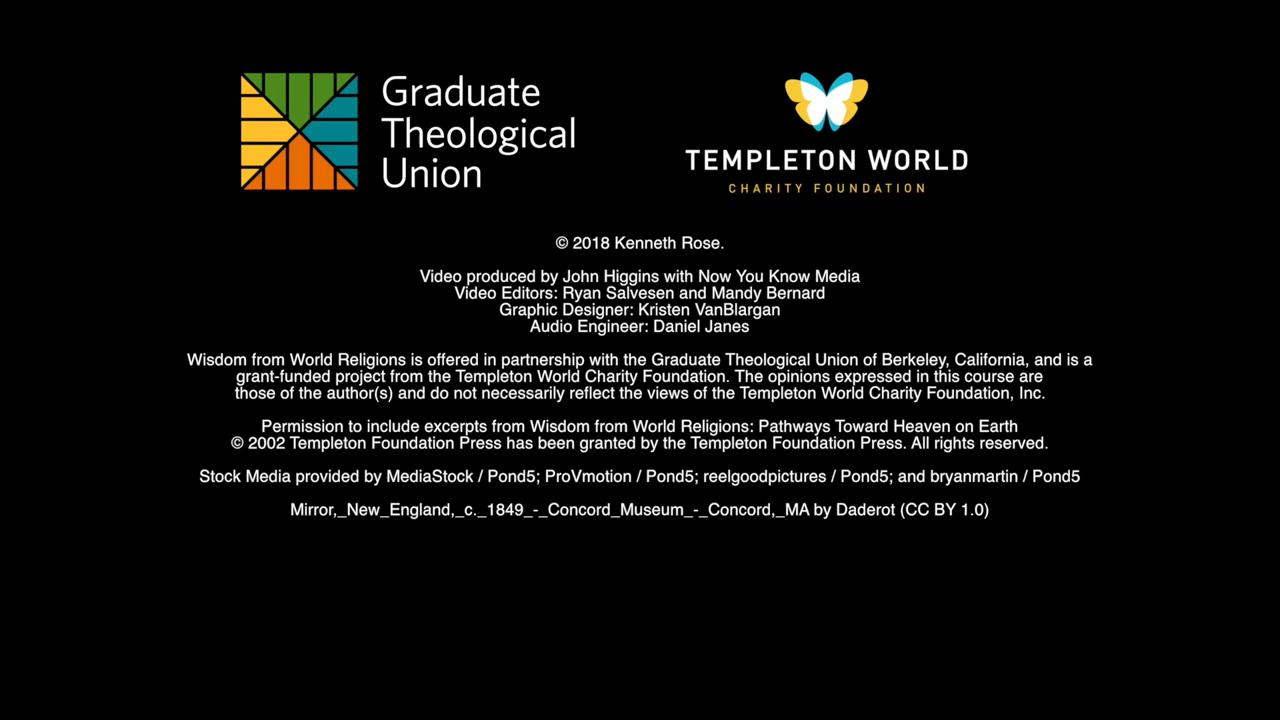 Graduate
Theological
Union
TEMPLETON WORLD
CHARITY FOUNDATION
© 2018 Kenneth Rose.
Video produced by John Higgins with Now You Know Media
Video Editors: Ryan Salvesen and Mandy Bernard
Graphic Designer: Kristen VanBlargan
Audio Engineer: Daniel Janes
Wisdom from World Religions is offered in partnership with the Graduate Theological Union of Berkeley, California, and is a
grant-funded project from the Templeton World Charity Foundation. The opinions expressed in this course are
those of the author(s) and do not necessarily reflect the views of the Templeton World Charity Foundation, Inc.
Permission to include excerpts from Wisdom from World Religions: Pathways Toward Heaven on Earth
© 2002 Templeton Foundation Press has been granted by the Templeton Foundation Press. All rights reserved.
Stock Media provided by MediaStock / Pond5; ProVmotion / Pond5; reelgoodpictures / Pond5; and bryanmartin / Pond5
Mirror,_New_England,_c._1849_-_Concord_Museum_-_Concord,_MA by Daderot (CC BY 1.0)